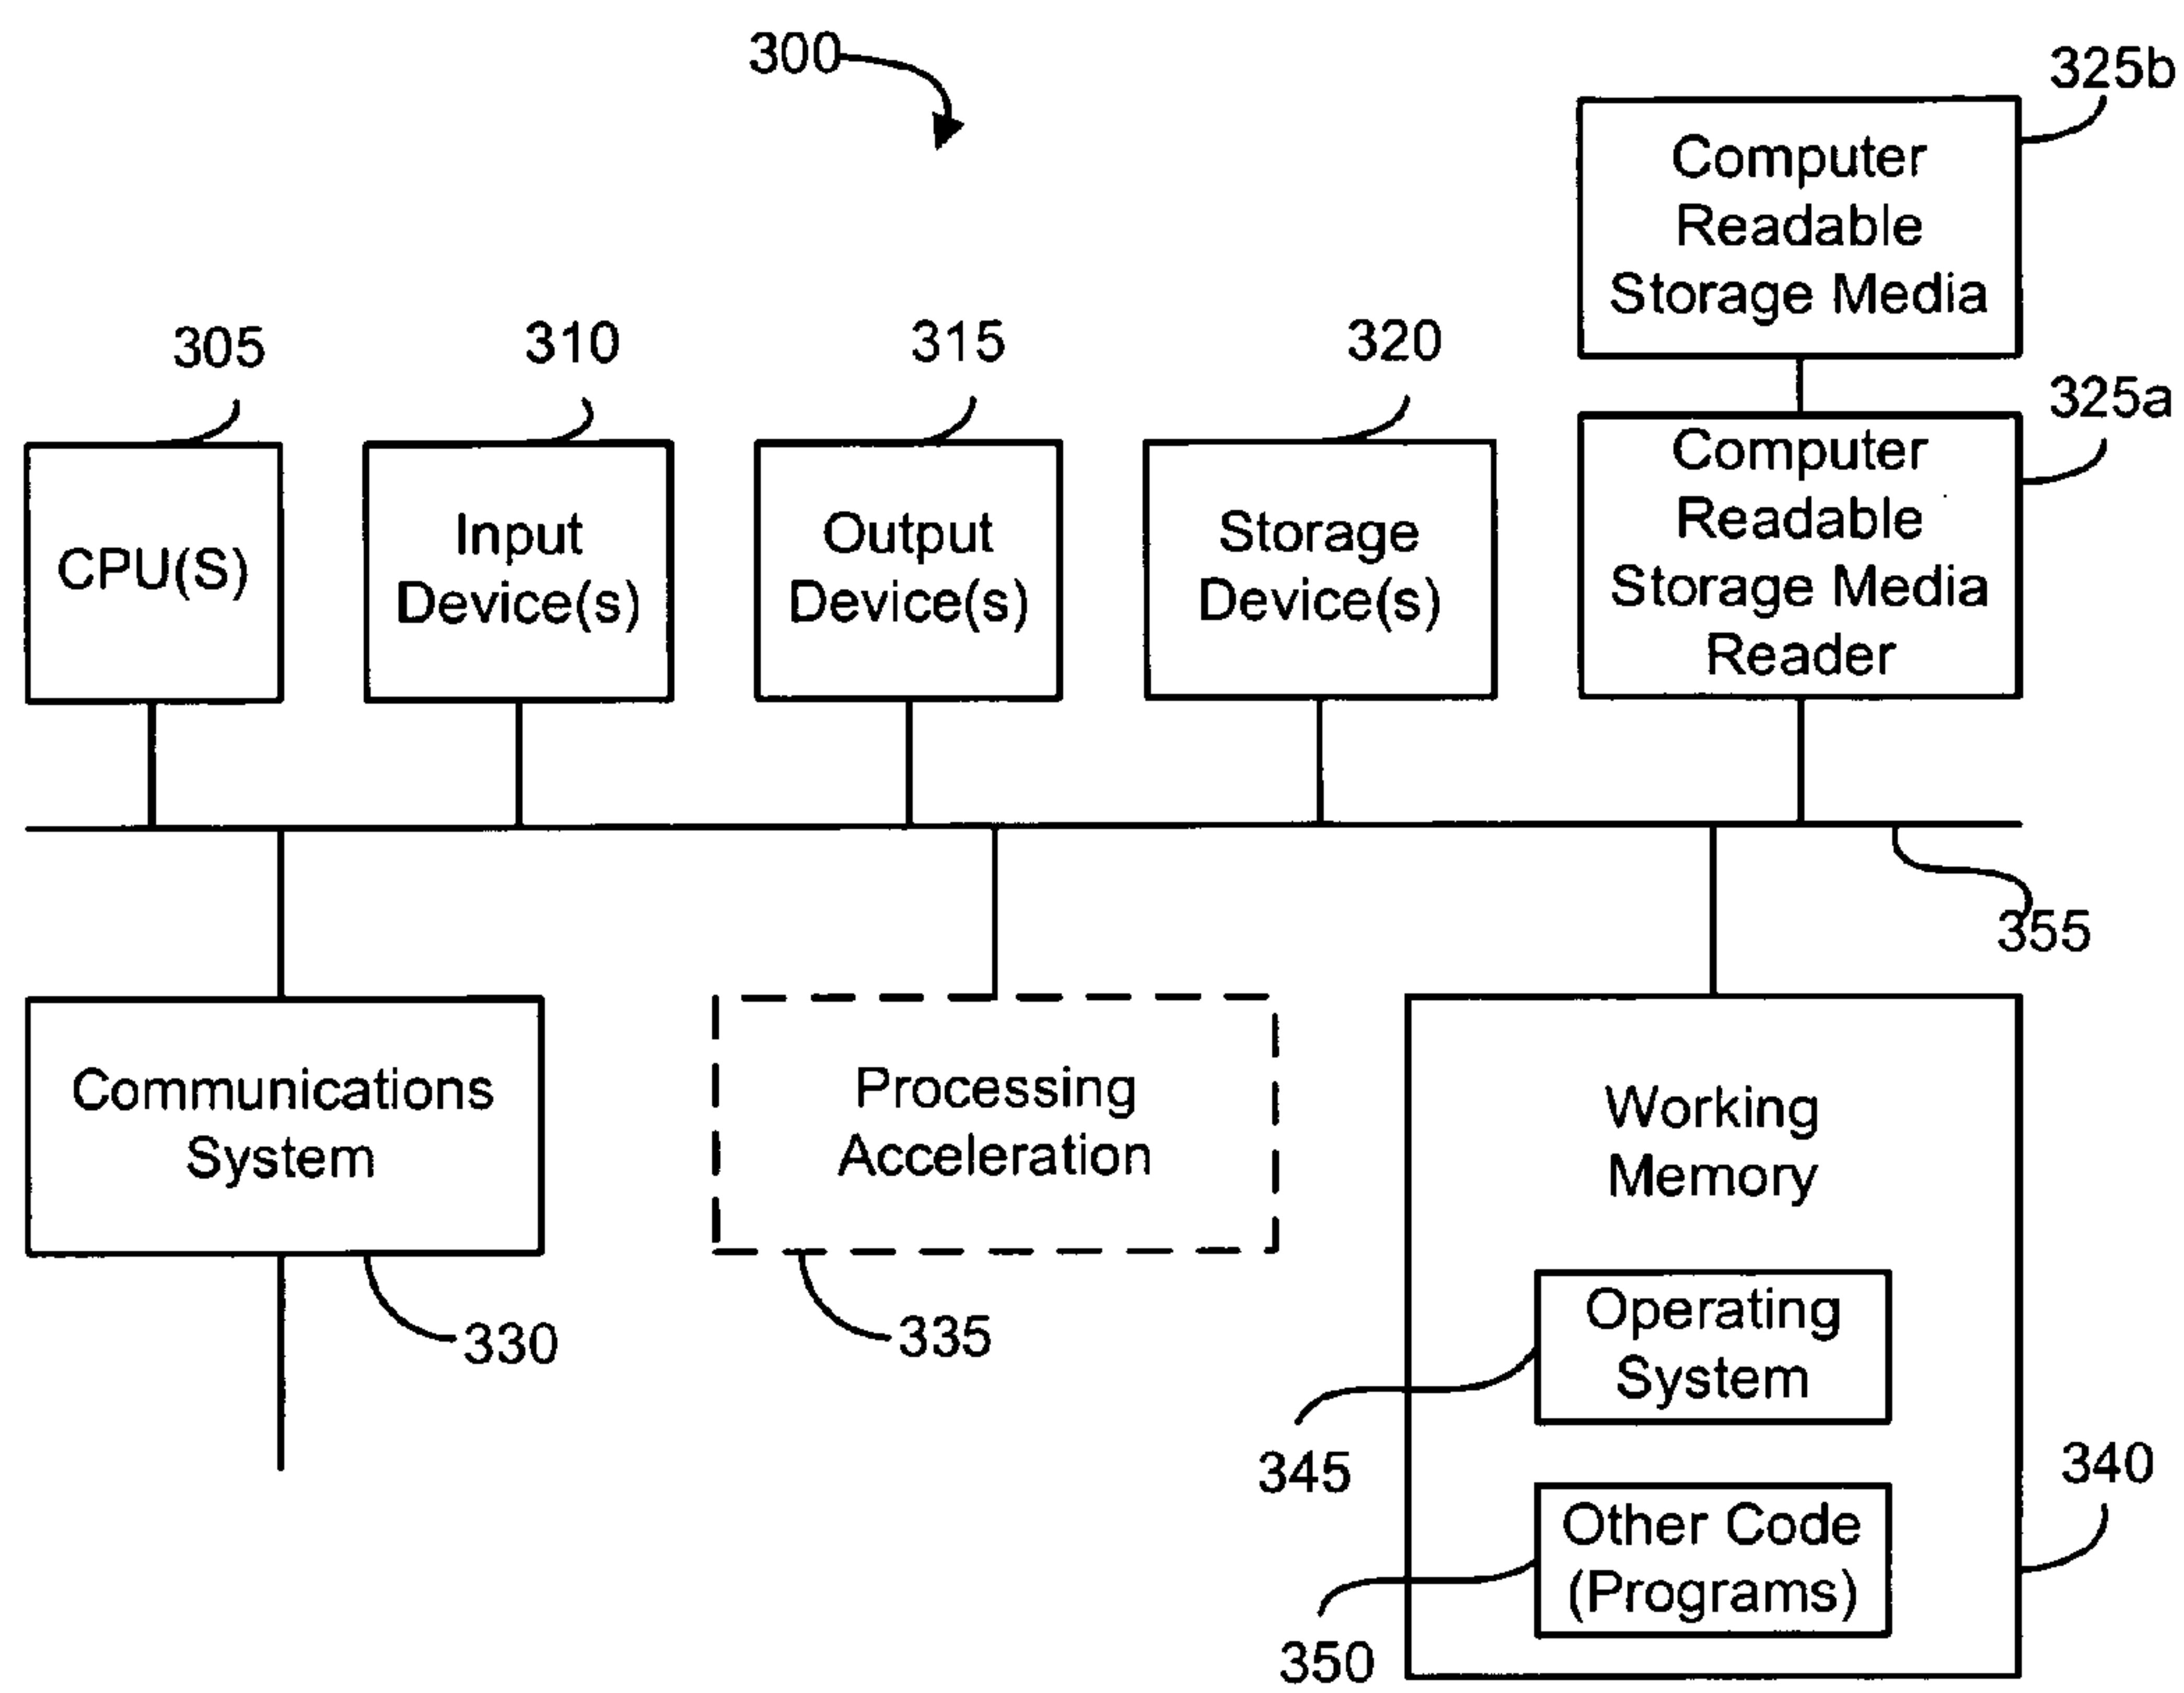 300
325b
Computer
Readable
Storage Media
305
310
315
320
325a
CPU(S)
Input
Device(s)
Output
Device(s)
Storage
Device(s)
Computer
Readable
Storage Media
Reader
355
Communications
System
330
Processing
Acceleration
335
Working
Memory
Operating
System
345
340
Other Code
(Programs)
350